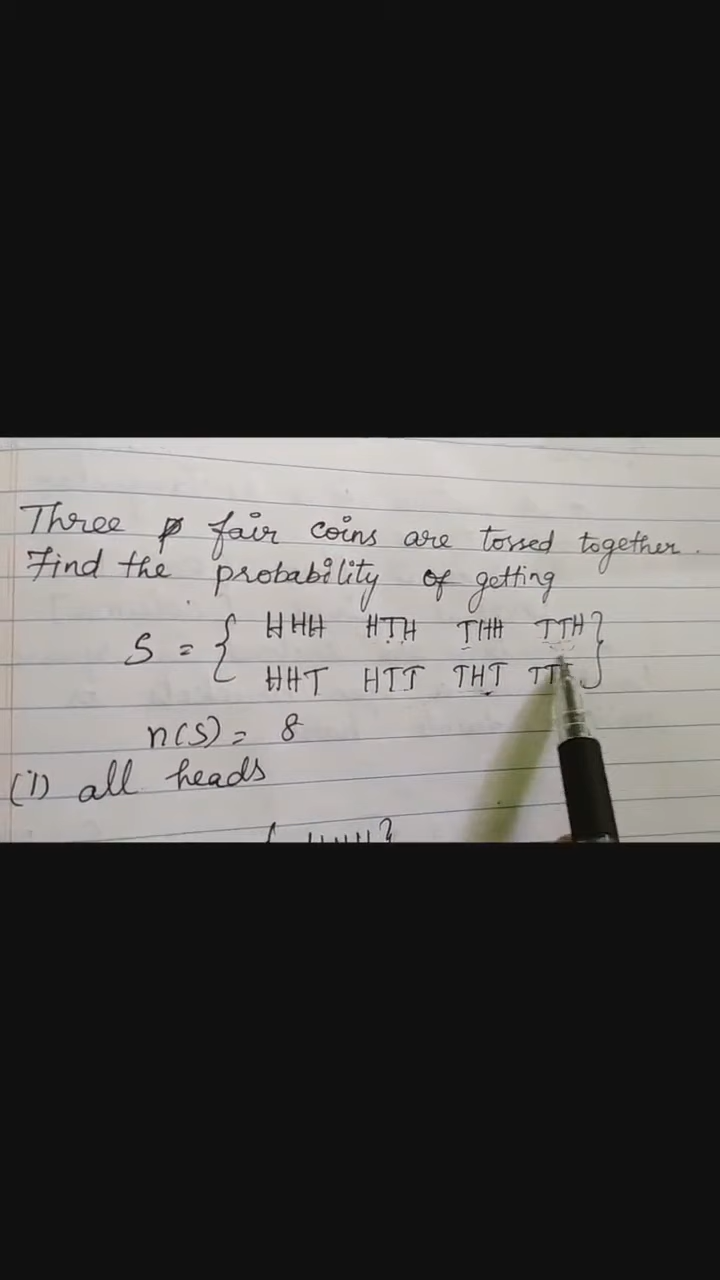 Three fair coins are tossed together.
Find the probability of getting
S = { HHH HTH THH TTH }
HHT HTT THT
n(S) = 8
(i) all heads